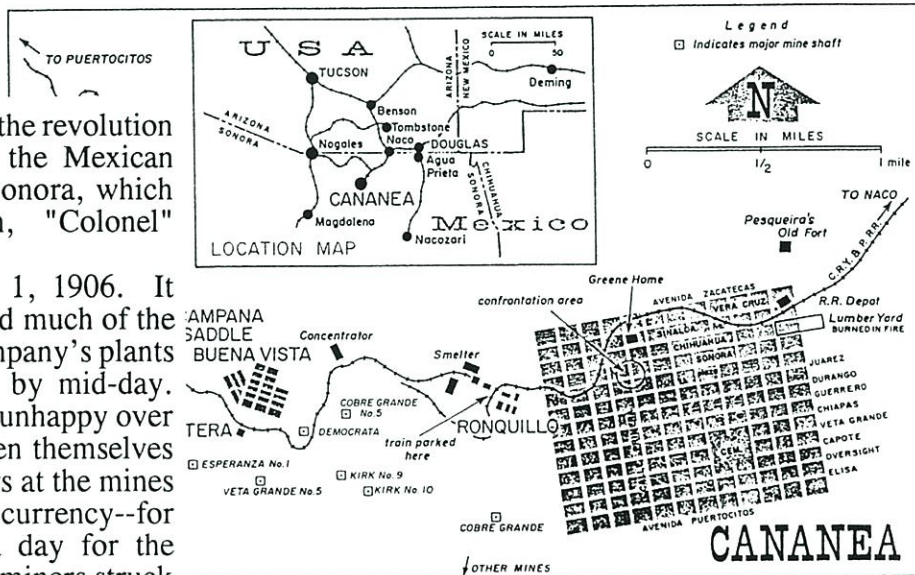 TO PUERTOCITOS
the revolution
the Mexican
onora, which
"Colonel"
1, 1906. It
d much of the
mpany's plants
by mid-day.
unhappy over
en themselves
s at the mines
currency--for
day for the
miners struck
USA
SCALE IN MILES
0 50
TUCSON
ARIZONA
NEW MEXICO
Deming
Benson
Tombstone
ARIZONA
SONORA
Nogales
Naco
DOUGLAS
Agua
Prieta
CANANEA
CHIHUAHUA
SONORA
Magdalena
Mexico
Nacozari
LOCATION MAP
Legend
Indicates major mine shaft
N
SCALE IN MILES
0 1/2 1 mile
TO NACO
Pesqueira's
Old Fort
C.R.Y. & P. RR.
Greene Home
confrontation area
AVENIDA ZACATECAS
VERA CRUZ
R.R. Depot
Lumber Yard
BURNED IN FIRE
SINALOA
CHIHUAHUA
SONORA
JUAREZ
DURANGO
GUERRERO
CHIAPAS
VETA GRANDE
CAPOTE
OVERSIGHT
ELISA
CEM.
AVENIDA PUERTOCITOS
AMPANA
SADDLE
BUENA VISTA
Concentrator
Smelter
COBRE GRANDE
No.5
DEMOCRATA
RONQUILLO
train parked
here
TERA
ESPERANZA No.1
VETA GRANDE No.5
KIRK No.9
KIRK No.10
COBRE GRANDE
OTHER MINES
CANANEA